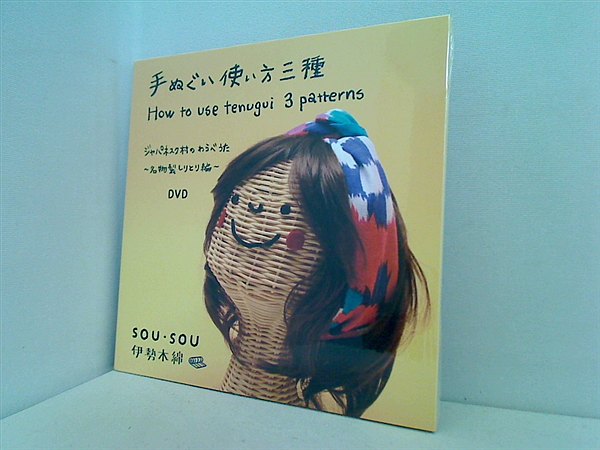 手ぬぐい使い方三種
How to use tenugui 3 patterns
ジャパネスク村のわらべうた
～名物製しりとり編～
DVD
SOU・SOU
伊勢木綿